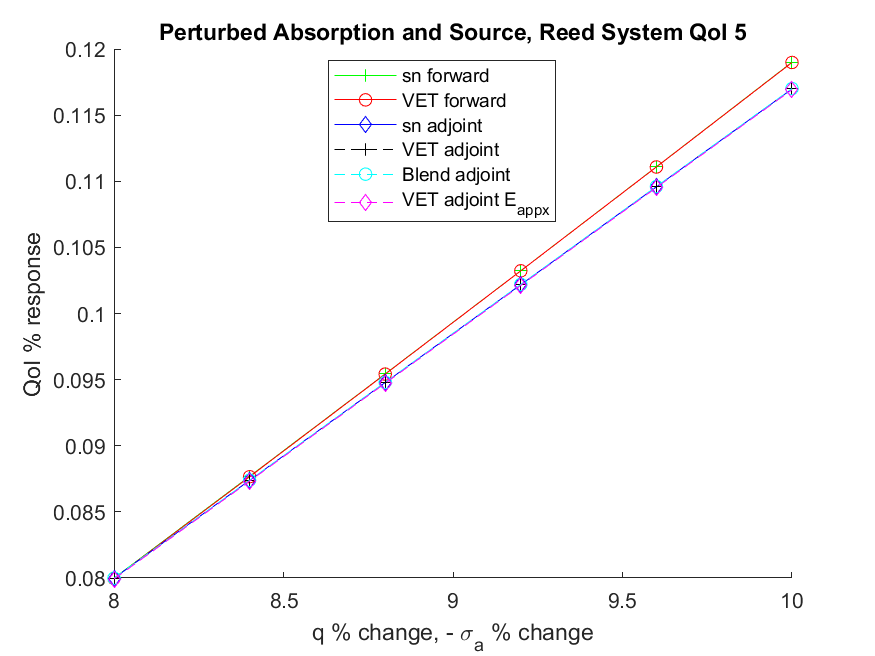 Perturbed Absorption and Source, Reed System QoI 5
0.12
0.115
0.11
0.105
0.1
0.095
0.09
0.085
0.08
QoI % response
sn forward
VET forward
sn adjoint
VET adjoint
Blend adjoint
VET adjoint E_appx
8
8.5
9
9.5
10
q % change, - σ_a % change